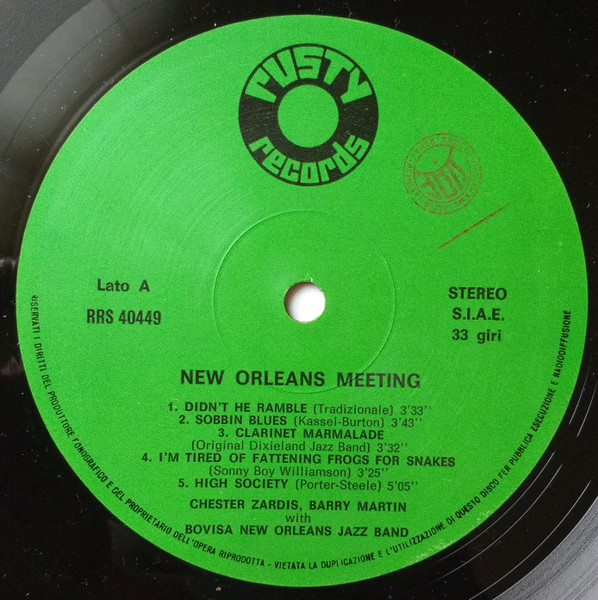 rusty
records
Lato A
RRS 40449
STEREO
S.I.A.E.
33 giri
NEW ORLEANS MEETING
1. DIDN'T HE RAMBLE (Tradizionale) 3'33''
2. SOBBIN BLUES (Kassel-Burton) 3'43''
3. CLARINET MARMALADE
(Original Dixieland Jazz Band) 3'32''
4. I'M TIRED OF FATTENING FROGS FOR SNAKES
(Sonny Boy Williamson) 3'25''
5. HIGH SOCIETY (Porter-Steele) 5'05''
CHESTER ZARDIS, BARRY MARTIN
with
BOVISA NEW ORLEANS JAZZ BAND
RISERVATI I DIRITTI DEL PRODUTTORE FONOGRAFICO E DEL PROPRIETARIO DELL'OPERA RIPRODOTTA - VIETATA LA DUPLICAZIONE E L'UTILIZZAZIONE DI QUESTO DISCO PER PUBBLICA ESECUZIONE E RADIODIFFUSIONE